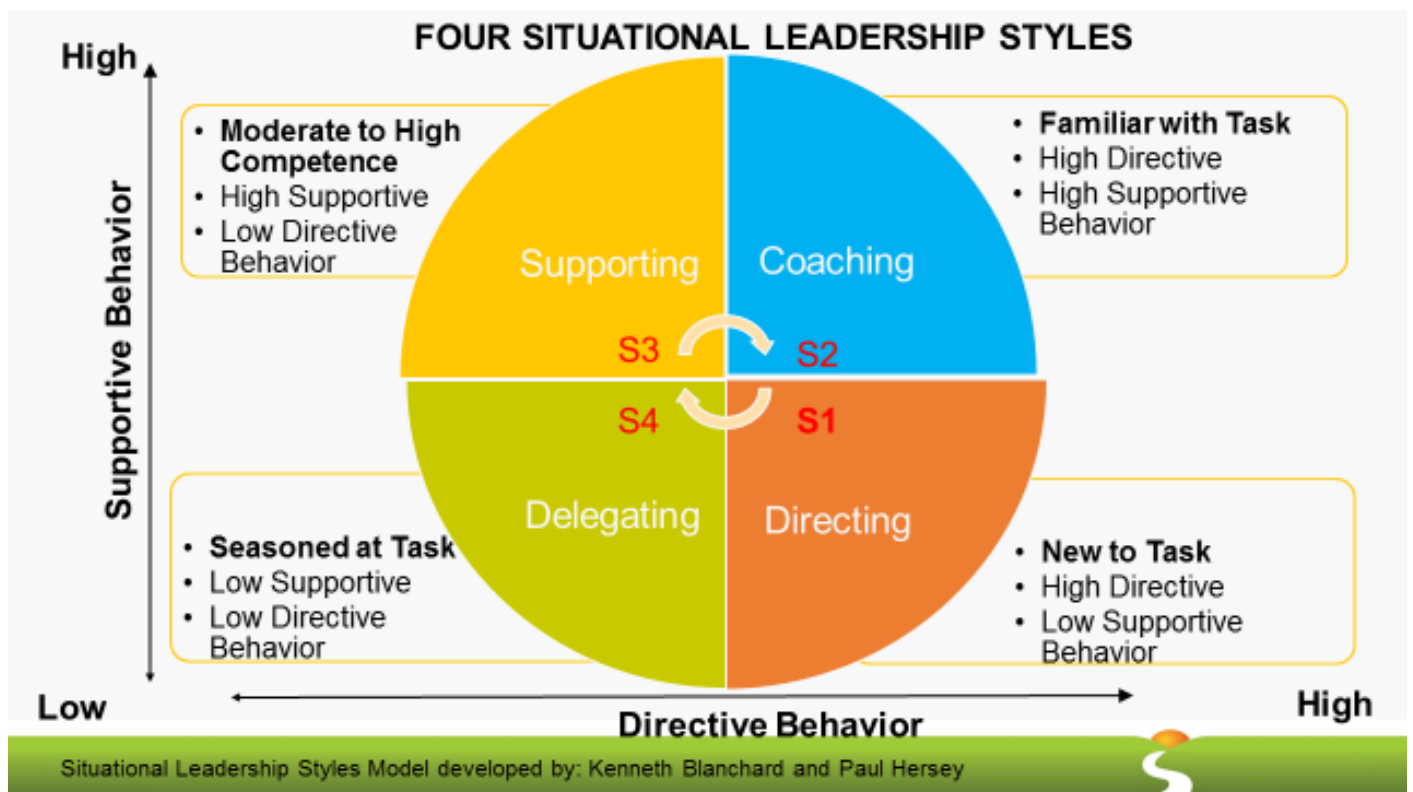 FOUR SITUATIONAL LEADERSHIP STYLES
High
Supportive Behavior
• Moderate to High
Competence
• High Supportive
• Low Directive
Behavior
• Familiar with Task
• High Directive
• High Supportive
Behavior
Supporting
Coaching
S3
S2
S4
S1
Delegating
Directing
• Seasoned at Task
• Low Supportive
• Low Directive
Behavior
• New to Task
• High Directive
• Low Supportive
Behavior
Low
Directive Behavior
High
Situational Leadership Styles Model developed by: Kenneth Blanchard and Paul Hersey